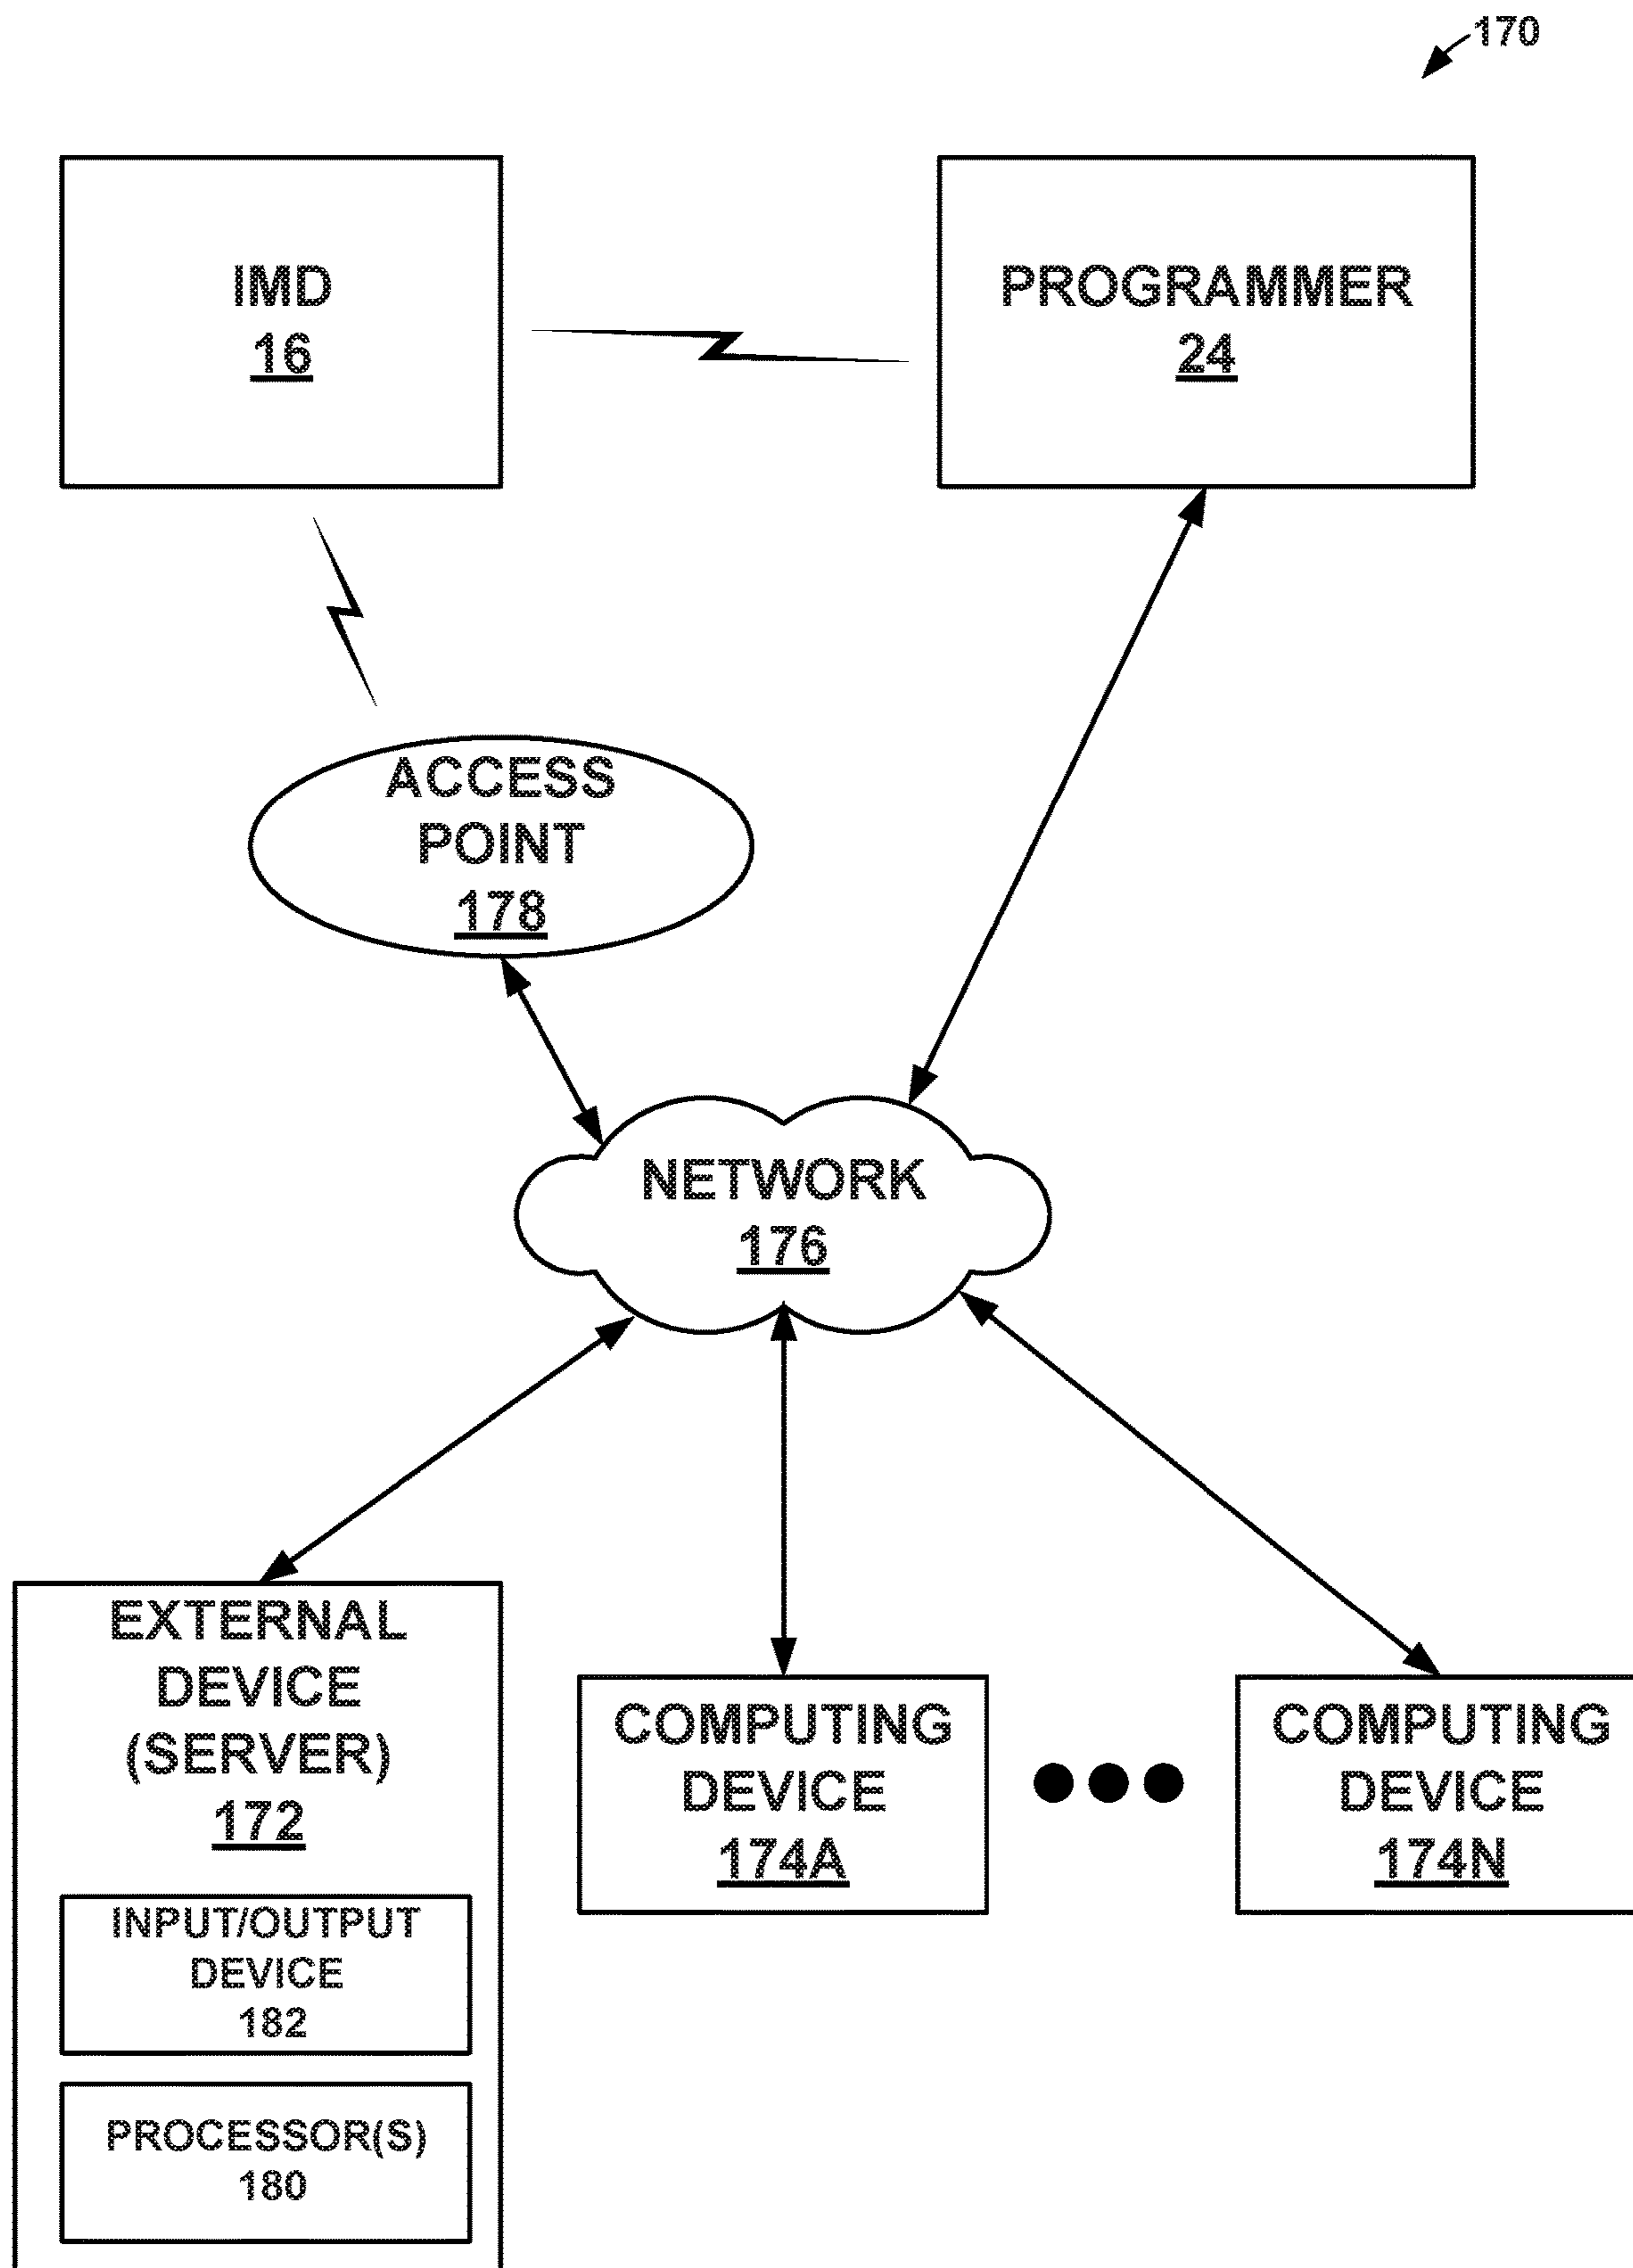 170
IMD
16
PROGRAMMER
24
ACCESS
POINT
178
NETWORK
176
EXTERNAL
DEVICE
(SERVER)
172
INPUT/OUTPUT
DEVICE
182
PROCESSOR(S)
180
COMPUTING
DEVICE
174A
COMPUTING
DEVICE
174N